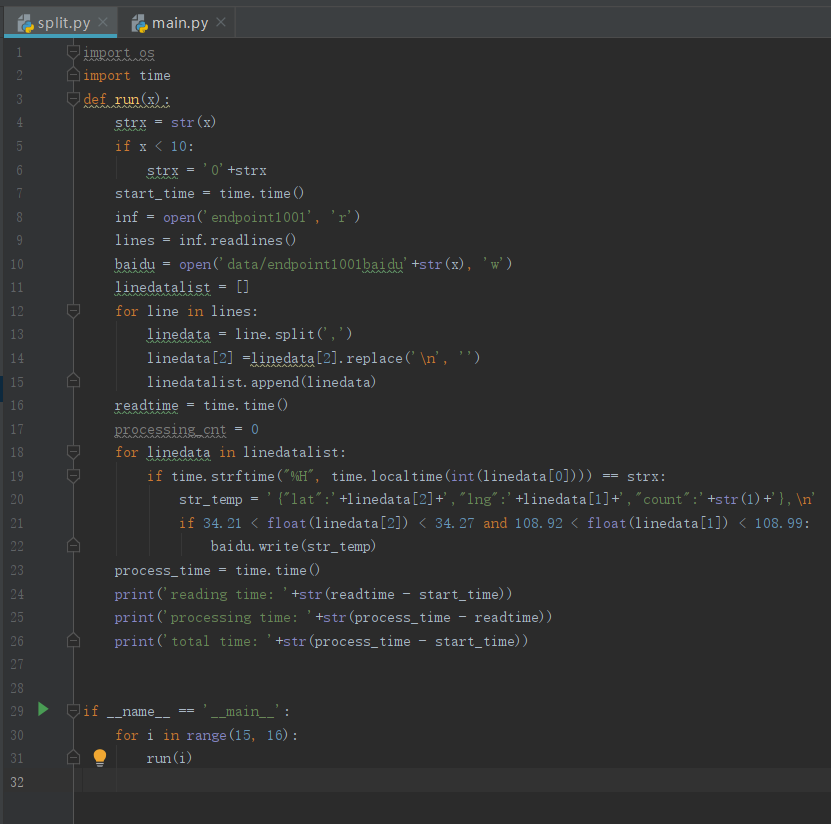 split.py main.py
1 import os
2 import time
3 def run(x):
4     strx = str(x)
5     if x < 10:
6         strx = '0'+strx
7     start_time = time.time()
8     inf = open('endpoint1001', 'r')
9     lines = inf.readlines()
10     baidu = open('data/endpoint1001baidu'+str(x), 'w')
11     linedatalist = []
12     for line in lines:
13         linedata = line.split(',')
14         linedata[2] =linedata[2].replace('\n', '')
15         linedatalist.append(linedata)
16     readtime = time.time()
17     processing_cnt = 0
18     for linedata in linedatalist:
19         if time.strftime("%H", time.localtime(int(linedata[0]))) == strx:
20             str_temp = '{"lat":'+linedata[2]+',"lng":'+linedata[1]+',"count":'+str(1)+'},\n'
21             if 34.21 < float(linedata[2]) < 34.27 and 108.92 < float(linedata[1]) < 108.99:
22                 baidu.write(str_temp)
23     process_time = time.time()
24     print('reading time: '+str(readtime - start_time))
25     print('processing time: '+str(process_time - readtime))
26     print('total time: '+str(process_time - start_time))
27
28
29 if __name__ == '__main__':
30     for i in range(15, 16):
31         run(i)
32